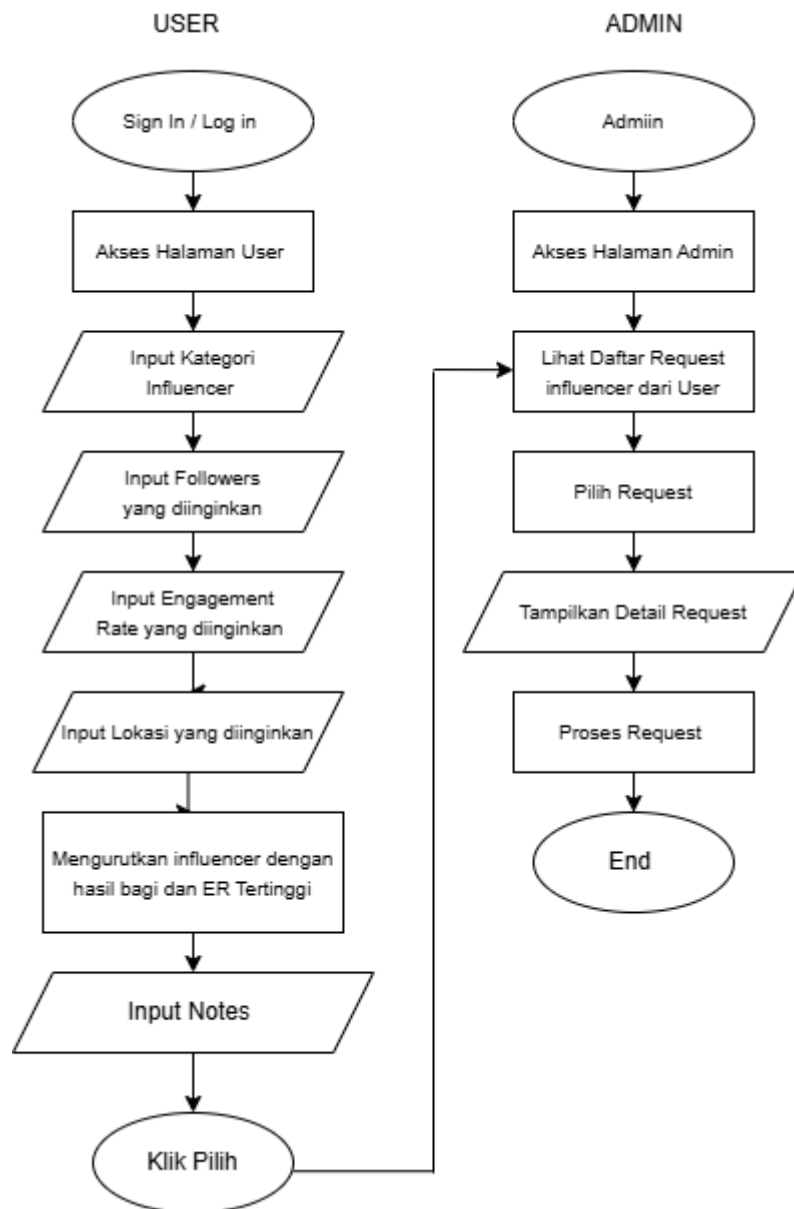 USER
Sign In / Log in
Akses Halaman User
Input Kategori
Influencer
Input Followers
yang diinginkan
Input Engagement
Rate yang diinginkan
Input Lokasi yang diinginkan
Mengurutkan influencer dengan
hasil bagi dan ER Tertinggi
Input Notes
Klik Pilih
ADMIN
Admiin
Akses Halaman Admin
Lihat Daftar Request
influencer dari User
Pilih Request
Tampilkan Detail Request
Proses Request
End